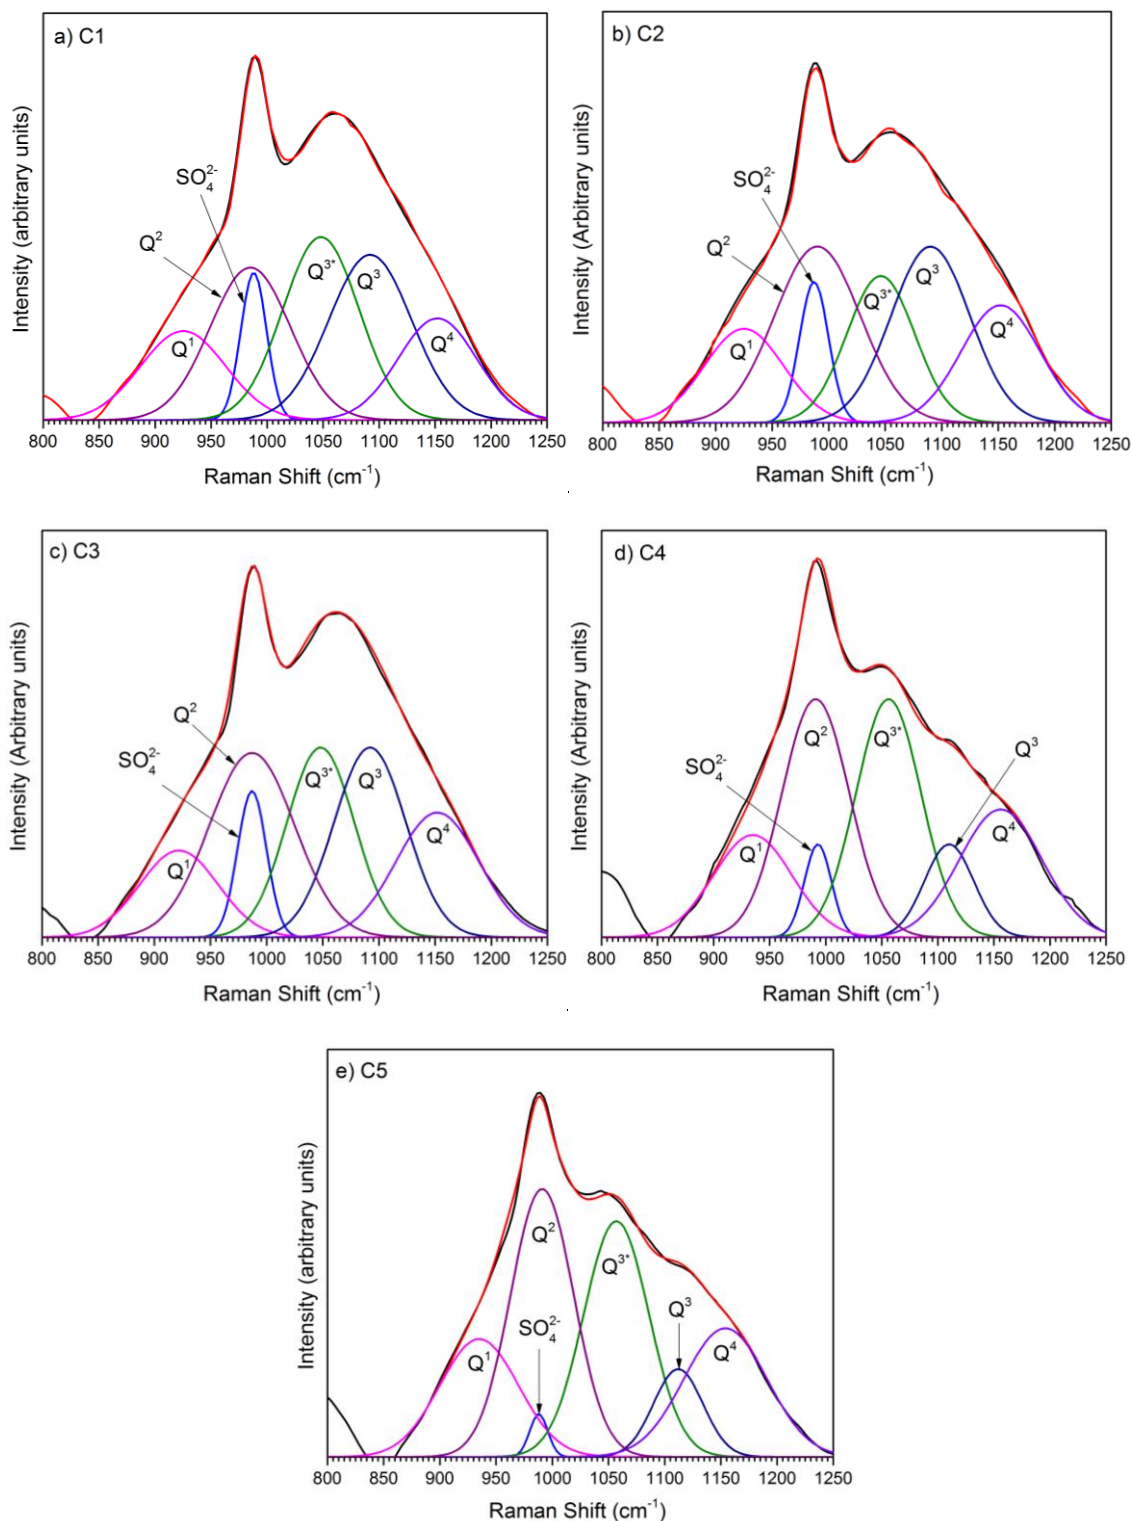 a) C1
Intensity (arbitrary units)
SO₄²⁻
Q²
Q¹
Q³*
Q³
Q⁴
800 850 900 950 1000 1050 1100 1150 1200 1250
Raman Shift (cm⁻¹)
b) C2
Intensity (Arbitrary units)
SO₄²⁻
Q²
Q¹
Q³*
Q³
Q⁴
800 850 900 950 1000 1050 1100 1150 1200 1250
Raman Shift (cm⁻¹)
c) C3
Intensity (Arbitrary units)
Q²
SO₄²⁻
Q¹
Q³*
Q³
Q⁴
800 850 900 950 1000 1050 1100 1150 1200 1250
Raman Shift (cm⁻¹)
d) C4
Intensity (Arbitrary units)
SO₄²⁻
Q¹
Q²
Q³*
Q³
Q⁴
800 850 900 950 1000 1050 1100 1150 1200 1250
Raman Shift (cm⁻¹)
e) C5
Intensity (arbitrary units)
Q²
Q³*
SO₄²⁻
Q³
Q¹
Q⁴
800 850 900 950 1000 1050 1100 1150 1200 1250
Raman Shift (cm⁻¹)